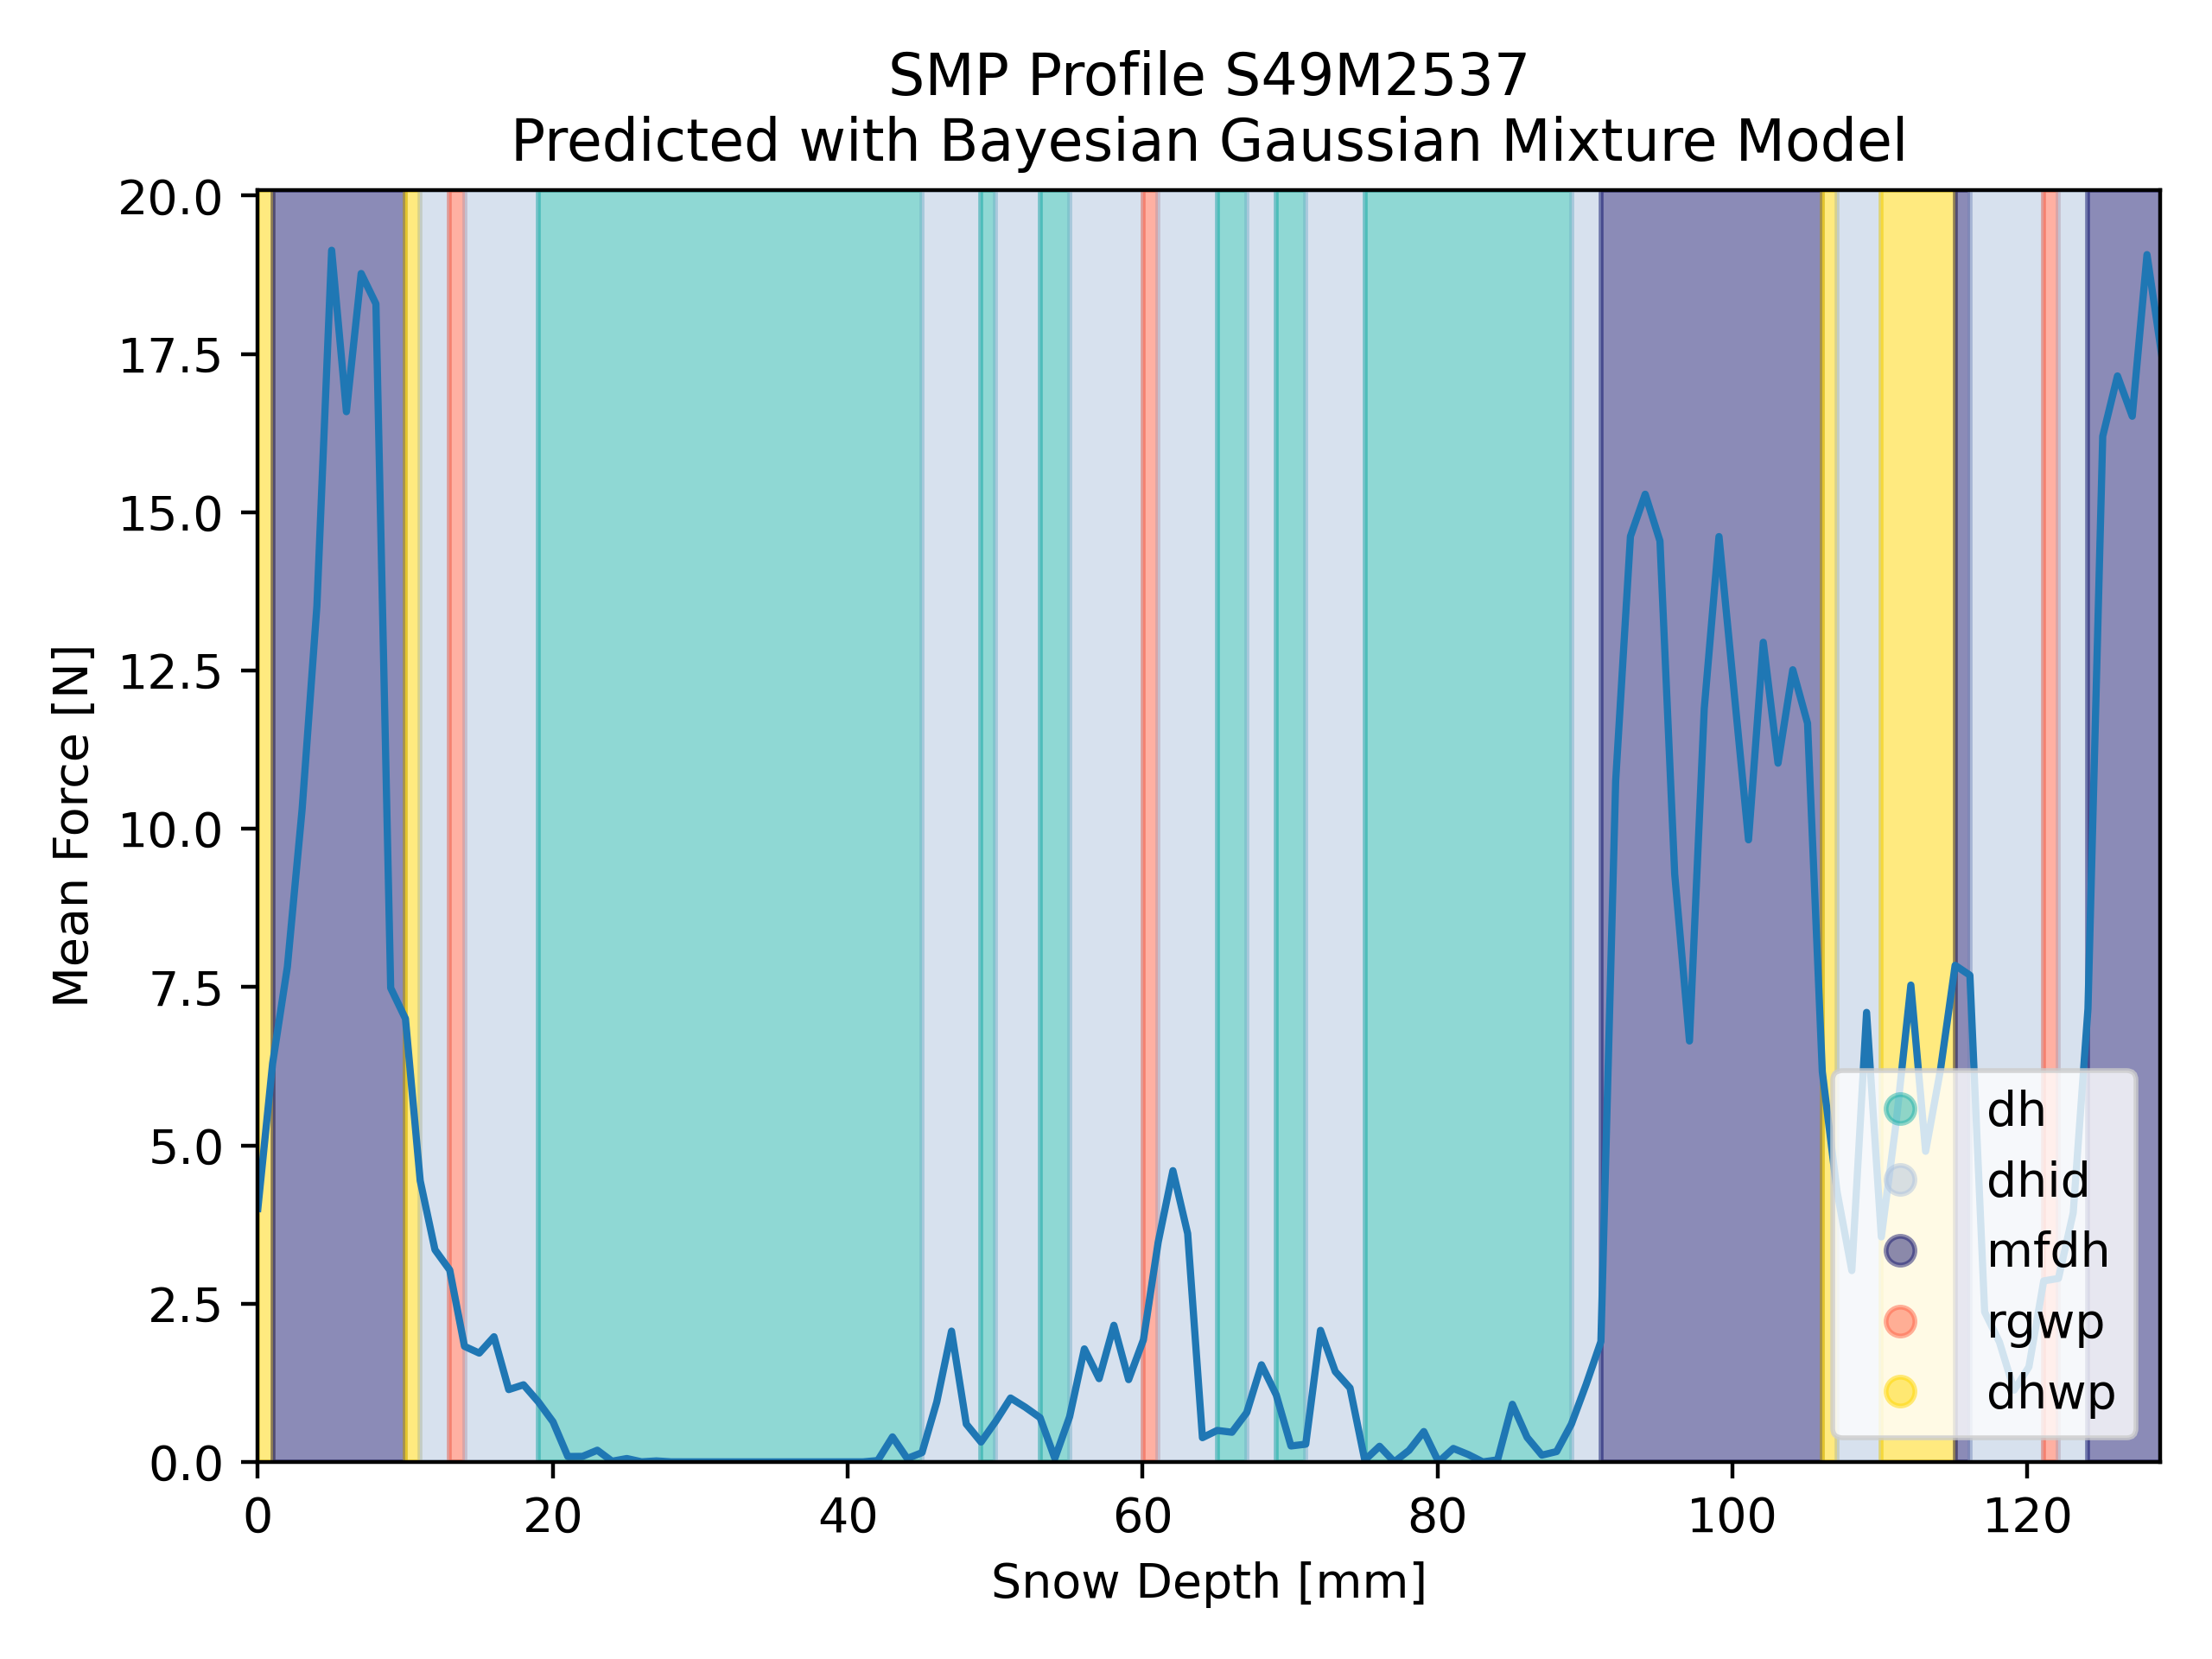 SMP Profile S49M2537
Predicted with Bayesian Gaussian Mixture Model
20.0
17.5
15.0
12.5
10.0
7.5
5.0
2.5
0.0
Mean Force [N]
0 20 40 60 80 100 120
Snow Depth [mm]
dh
dhid
mfdh
rgwp
dhwp